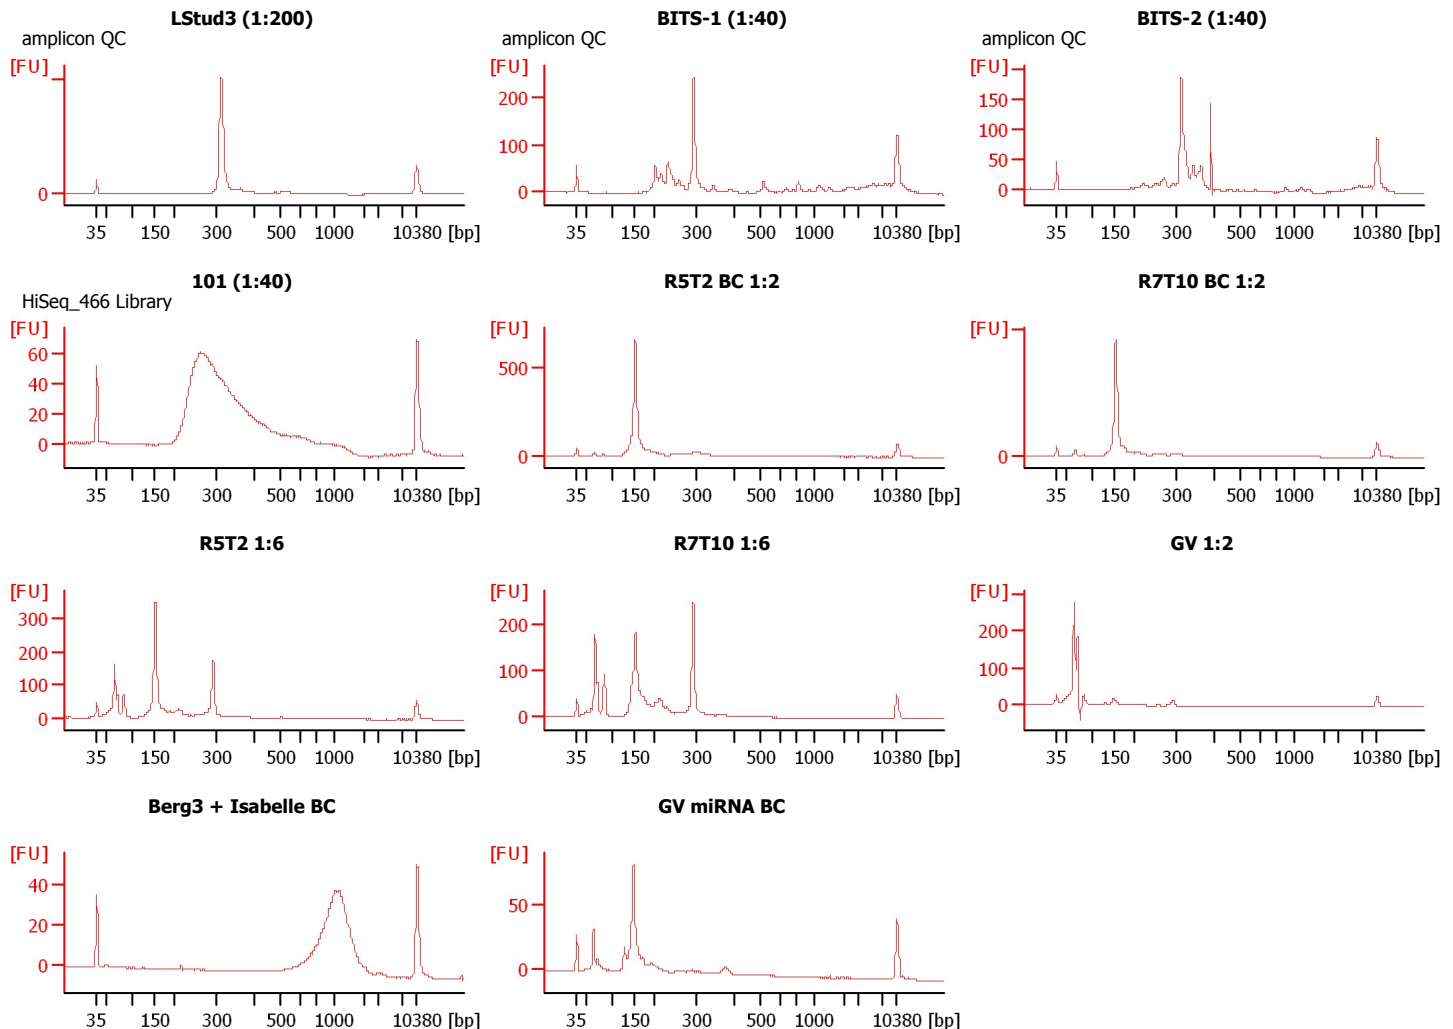 LStud3 (1:200) BITS-1 (1:40) BITS-2 (1:40)
amplicon QC amplicon QC amplicon QC
[FU] [FU] [FU]
200 150
100 100
50
0 0 0
35 150 300 500 1000 10380 [bp] 35 150 300 500 1000 10380 [bp] 35 150 300 500 1000 10380 [bp]
101 (1:40) R5T2 BC 1:2 R7T10 BC 1:2
HiSeq_466 Library
[FU] [FU] [FU]
60
40 500
20
0 0 0
35 150 300 500 1000 10380 [bp] 35 150 300 500 1000 10380 [bp] 35 150 300 500 1000 10380 [bp]
R5T2 1:6 R7T10 1:6 GV 1:2
[FU] [FU] [FU]
300 200 200
200
100 100 100
0 0 0
35 150 300 500 1000 10380 [bp] 35 150 300 500 1000 10380 [bp] 35 150 300 500 1000 10380 [bp]
Berg3 + Isabelle BC GV miRNA BC
[FU] [FU]
40
20 50
0 0
35 150 300 500 1000 10380 [bp] 35 150 300 500 1000 10380 [bp]